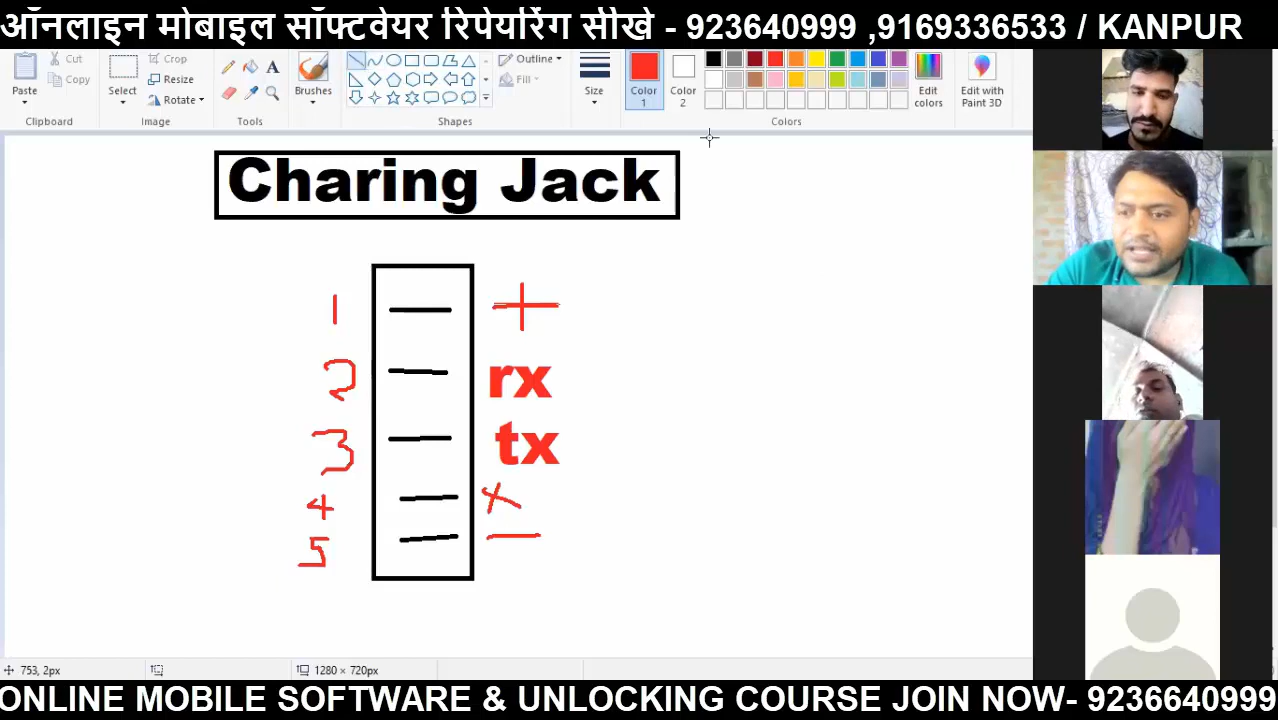 ऑनलाइन मोबाइल सॉफ्टवेयर रिपेयरिंग सीखे - 923640999 ,9169336533 / KANPUR
Paste
Cut
Copy
Clipboard
Select
Crop
Resize
Rotate
Image
A
Tools
Brushes
Outline
Fill
Shapes
Size
Color 1
Color 2
Edit colors
Colors
Edit with Paint 3D
Charing Jack
1 +
2 rx
3 tx
4 x
5 –
753, 2px
1280 × 720px
ONLINE MOBILE SOFTWARE & UNLOCKING COURSE JOIN NOW- 9236640999